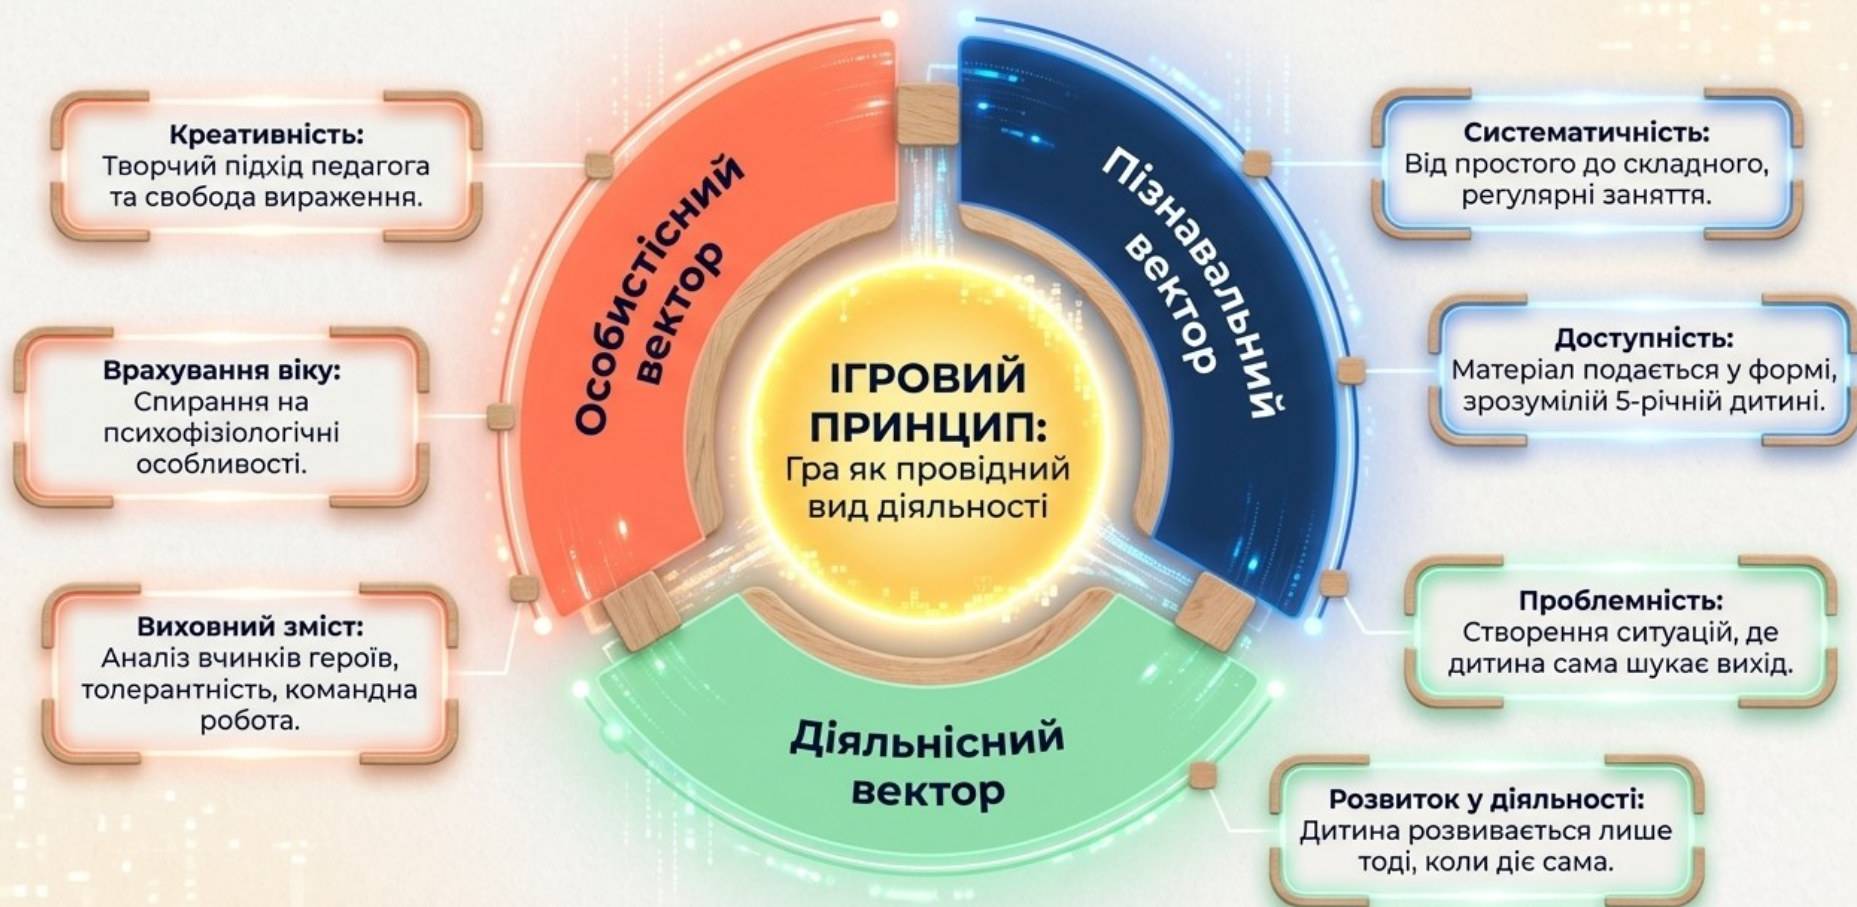 Креативність:
Творчий підхід педагога
та свобода вираження.
Врахування віку:
Спирання на
психофізіологічні
особливості.
Виховний зміст:
Аналіз вчинків героїв,
толерантність, командна
робота.
Особистісний
вектор
Пізнавальний
вектор
ІГРОВИЙ
ПРИНЦИП:
Гра як провідний
вид діяльності
Діяльнісний
вектор
Систематичність:
Від простого до складного,
регулярні заняття.
Доступність:
Матеріал подається у формі,
зрозумілій 5-річній дитині.
Проблемність:
Створення ситуацій, де
дитина сама шукає вихід.
Розвиток у діяльності:
Дитина розвивається лише
тоді, коли діє сама.